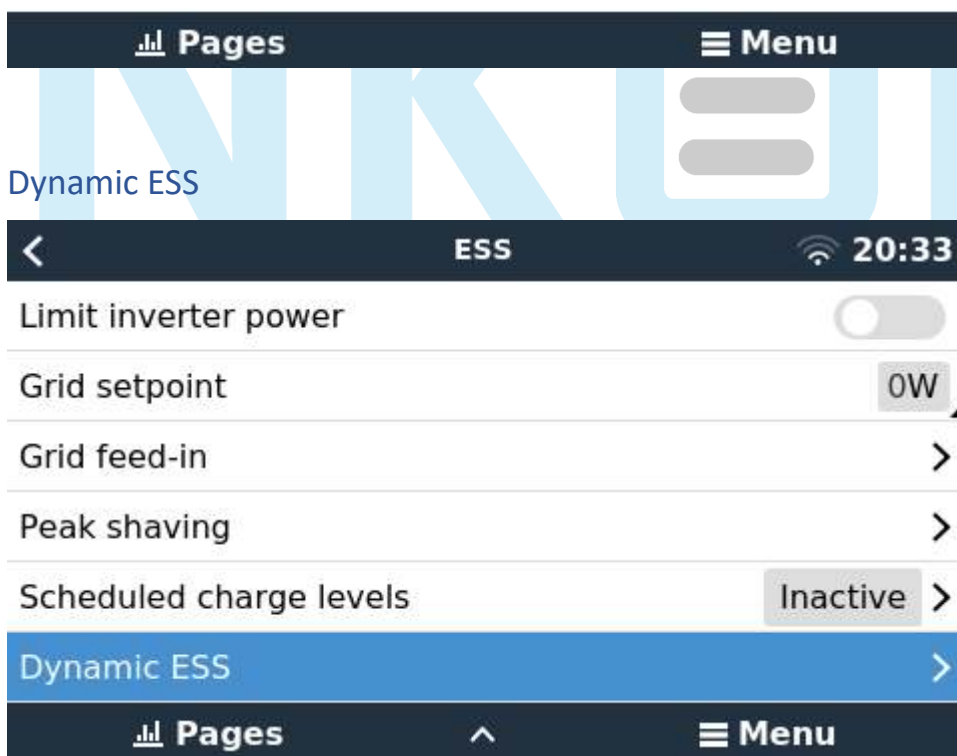 Pages Menu
Dynamic ESS
ESS 20:33
Limit inverter power
Grid setpoint 0W
Grid feed-in
Peak shaving
Scheduled charge levels Inactive
Dynamic ESS
Pages Menu